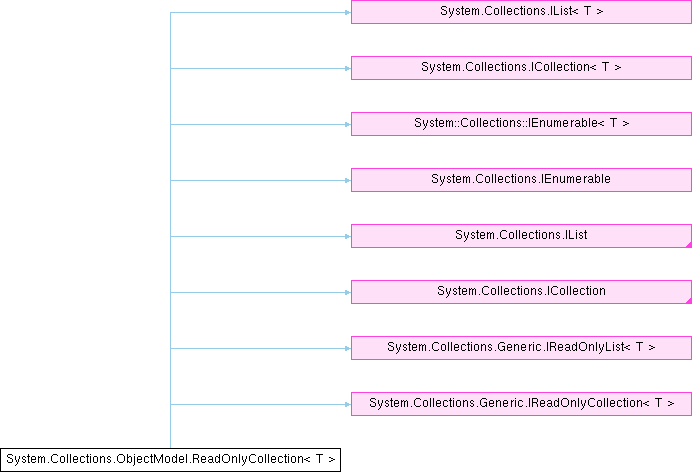 System.Collections.IList< T >
System.Collections.ICollection< T >
System::Collections::IEnumerable< T >
System.Collections.IEnumerable
System.Collections.IList
System.Collections.ICollection
System.Collections.Generic.IReadOnlyList< T >
System.Collections.Generic.IReadOnlyCollection< T >
System.Collections.ObjectModel.ReadOnlyCollection< T >